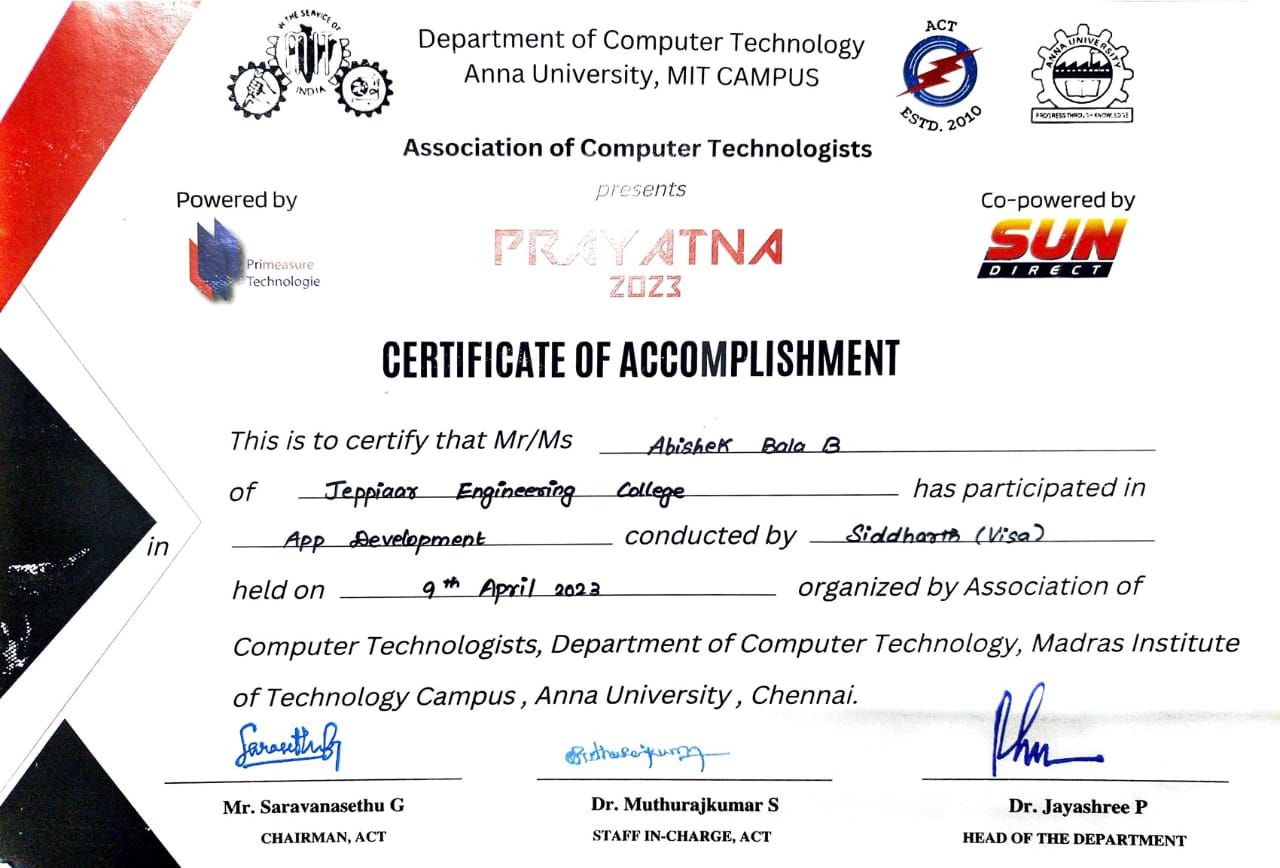 IN THE SERVICE OF
INDIA
Department of Computer Technology
Anna University, MIT CAMPUS
ACT
ESTD. 2010
ANNA UNIVERSITY
PROGRESS THROUGH KNOWLEDGE
Association of Computer Technologists
presents
Powered by
Primeasure
Technologie
PRAYATNA
2023
Co-powered by
SUN
DIRECT
CERTIFICATE OF ACCOMPLISHMENT
This is to certify that Mr/Ms Abishek Bala B
of Jeppiaar Engineering College has participated in
in App Development conducted by Siddharth (Visa)
held on 9th April 2023 organized by Association of
Computer Technologists, Department of Computer Technology, Madras Institute
of Technology Campus , Anna University , Chennai.
Mr. Saravanasethu G
CHAIRMAN, ACT
Dr. Muthurajkumar S
STAFF IN-CHARGE, ACT
Dr. Jayashree P
HEAD OF THE DEPARTMENT